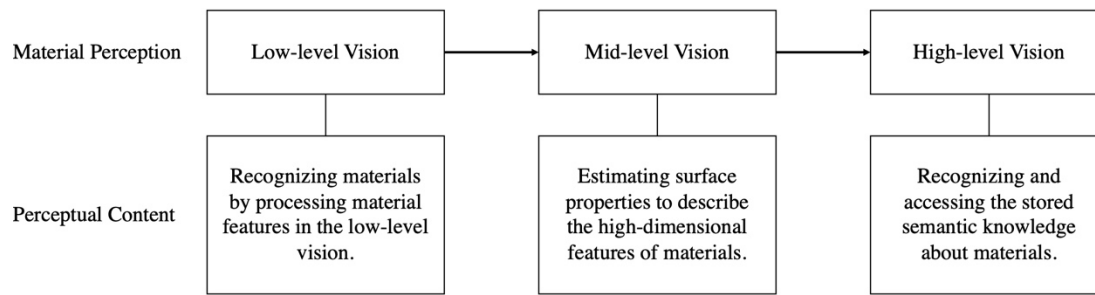 Material Perception
Low-level Vision
Mid-level Vision
High-level Vision
Perceptual Content
Recognizing materials
by processing material
features in the low-level
vision.
Estimating surface
properties to describe
the high-dimensional
features of materials.
Recognizing and
accessing the stored
semantic knowledge
about materials.